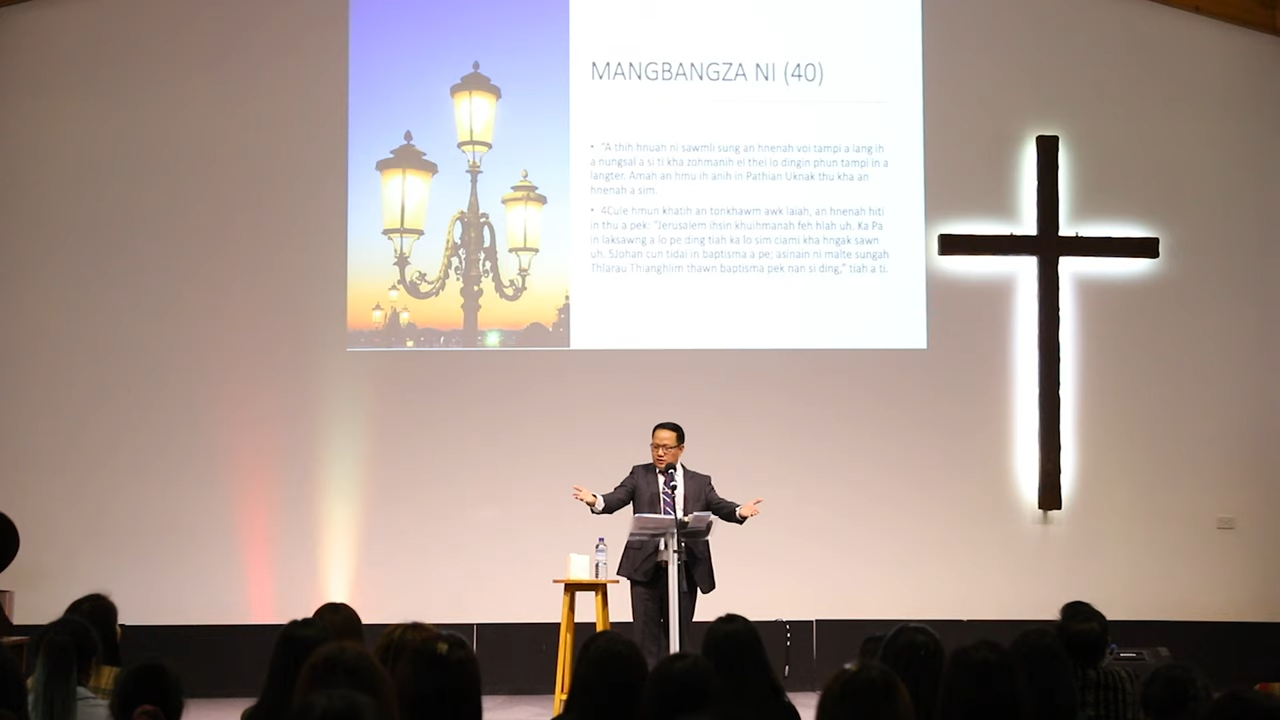 MANGBANGZA NI (40)
• "A thih hnuah ni sawmli sung an hnenah voi tampi a lang ih
a nungsal a si ti kha zohmanih el thei lo dingin phun tampi in a
langter. Amah an hmu ih anih in Pathian Uknak thu kha an
hnenah a sim.
• 4Cule hmun khatih an tonkhawm awk laiah, an hnenah hiti
in thu a pek: "Jerusalem ihsin khuihmanah feh hlah uh. Ka Pa
in laksawng a lo pe ding tiah ka lo sim ciami kha hngak sawn
uh. 5Johan cun tidai in baptisma a pe; asinain ni malte sungah
Thlarau Thianghlim thawn baptisma pek nan si ding," tiah a ti.